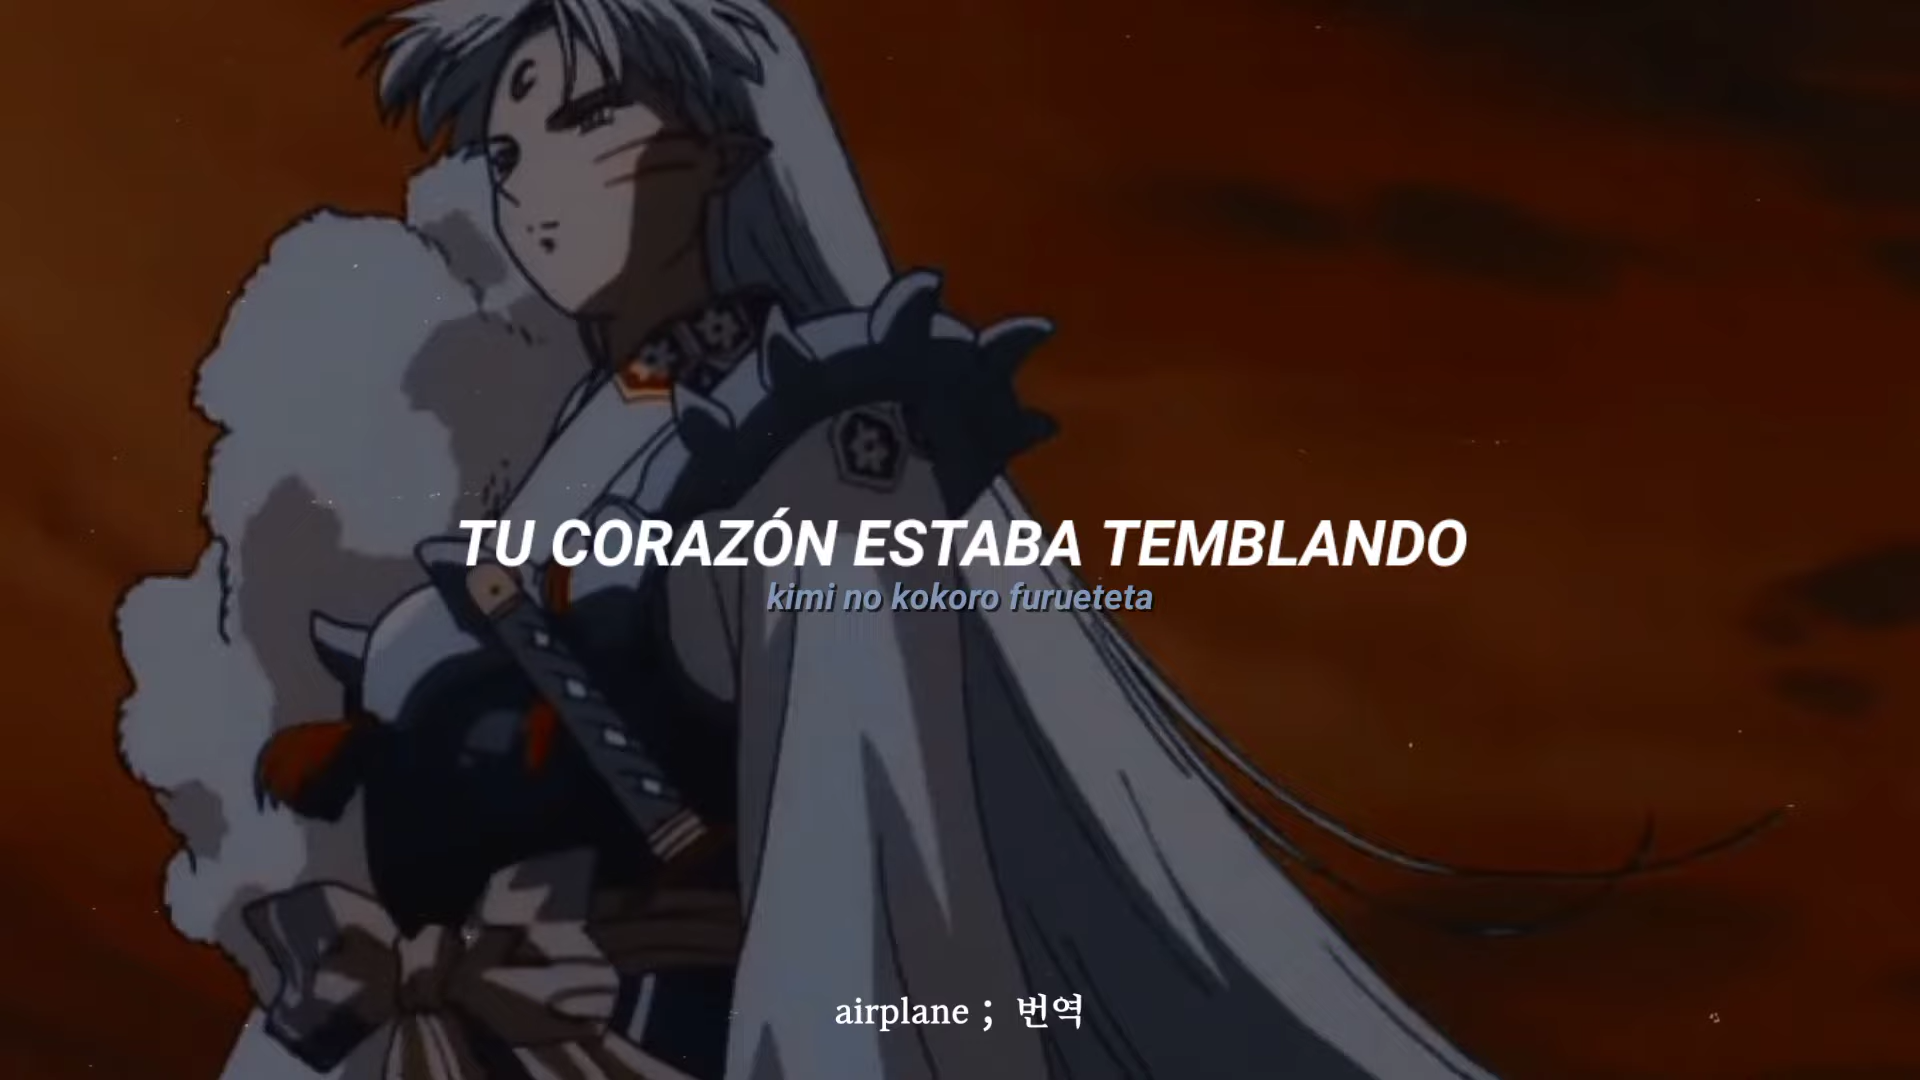 TU CORAZÓN ESTABA TEMBLANDO
kimi no kokoro furueteta
airplane ; 번역